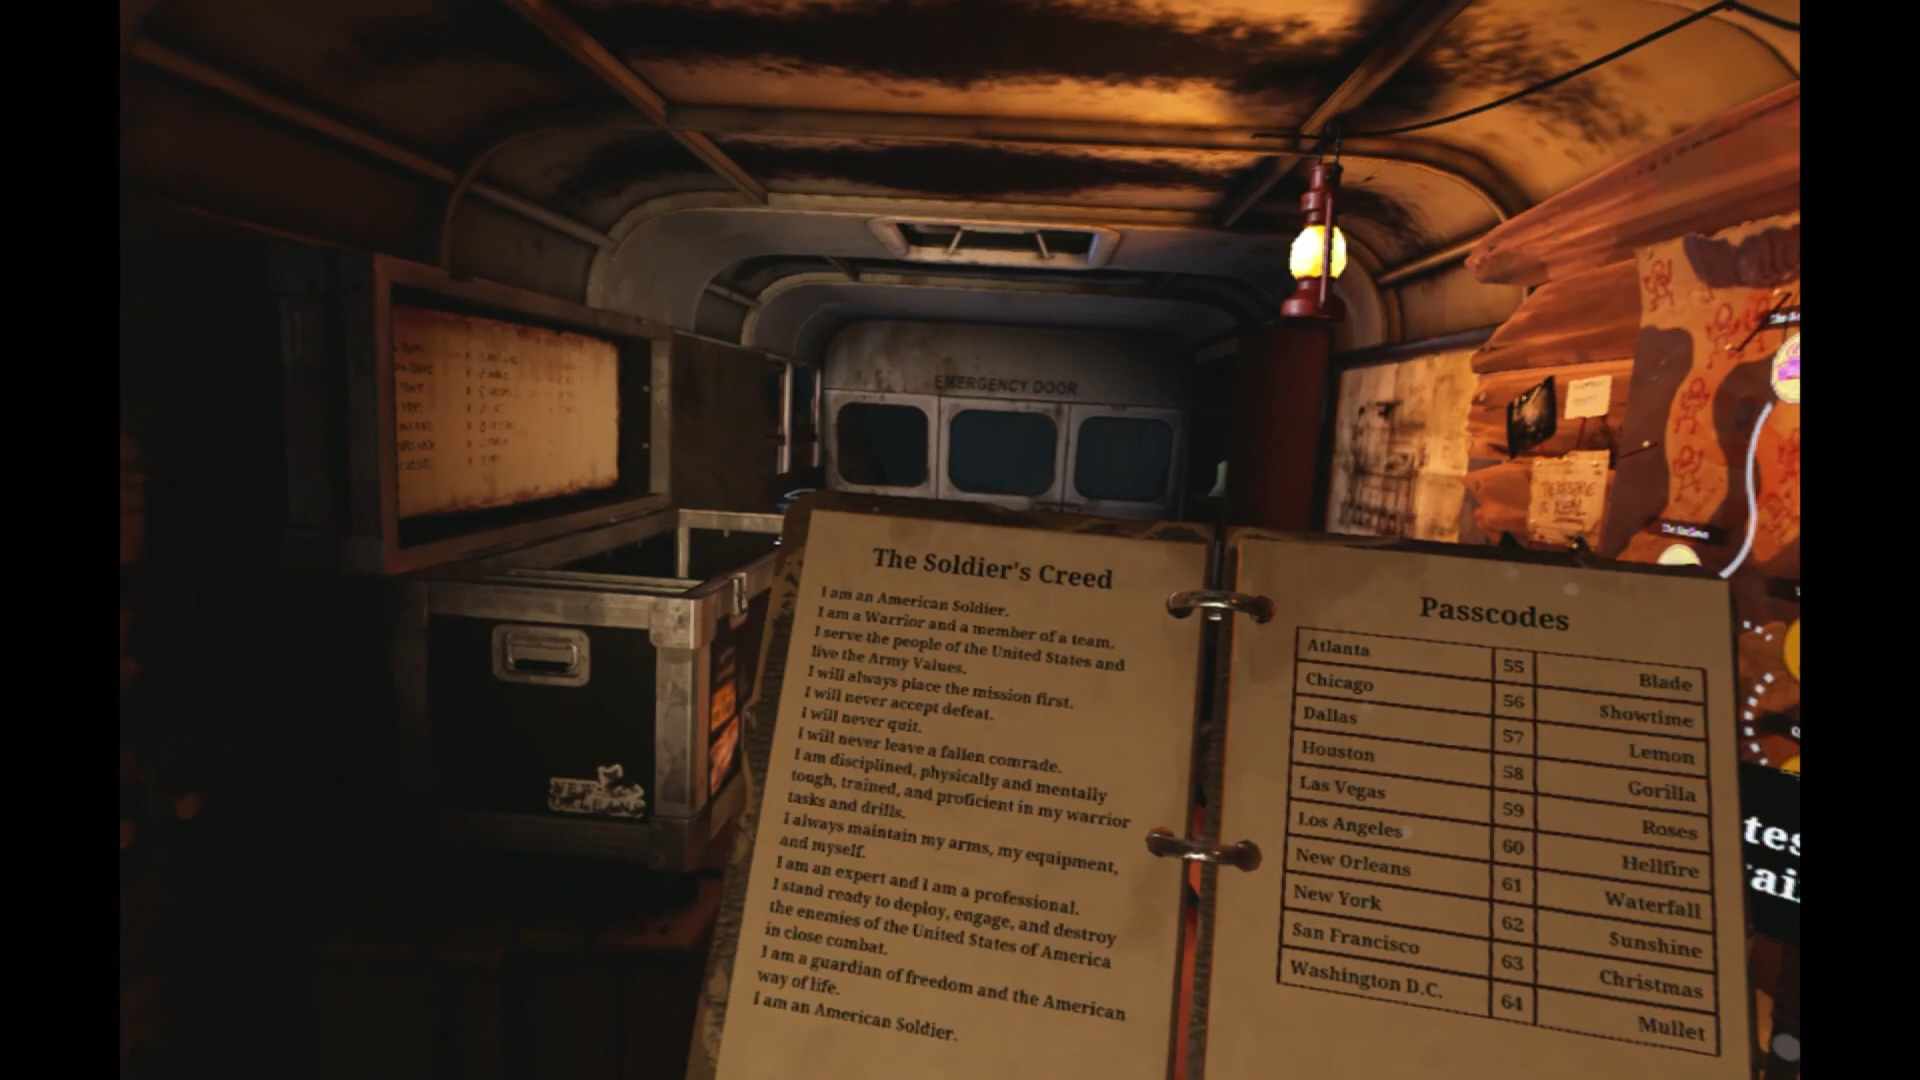 EMERGENCY DOOR
The Soldier's Creed
I am an American Soldier.
I am a Warrior and a member of a team.
I serve the people of the United States and
live the Army Values.
I will always place the mission first.
I will never accept defeat.
I will never quit.
I will never leave a fallen comrade.
I am disciplined, physically and mentally
tough, trained, and proficient in my warrior
tasks and drills.
I always maintain my arms, my equipment,
and myself.
I am an expert and I am a professional.
I stand ready to deploy, engage, and destroy
the enemies of the United States of America
in close combat.
I am a guardian of freedom and the American
way of life.
I am an American Soldier.
Passcodes
Atlanta 55 Blade
Chicago 56 Showtime
Dallas 57 Lemon
Houston 58 Gorilla
Las Vegas 59 Roses
Los Angeles 60 Hellfire
New Orleans 61 Waterfall
New York 62 Sunshine
San Francisco 63 Christmas
Washington D.C. 64 Mullet
NEW
ORLEANS